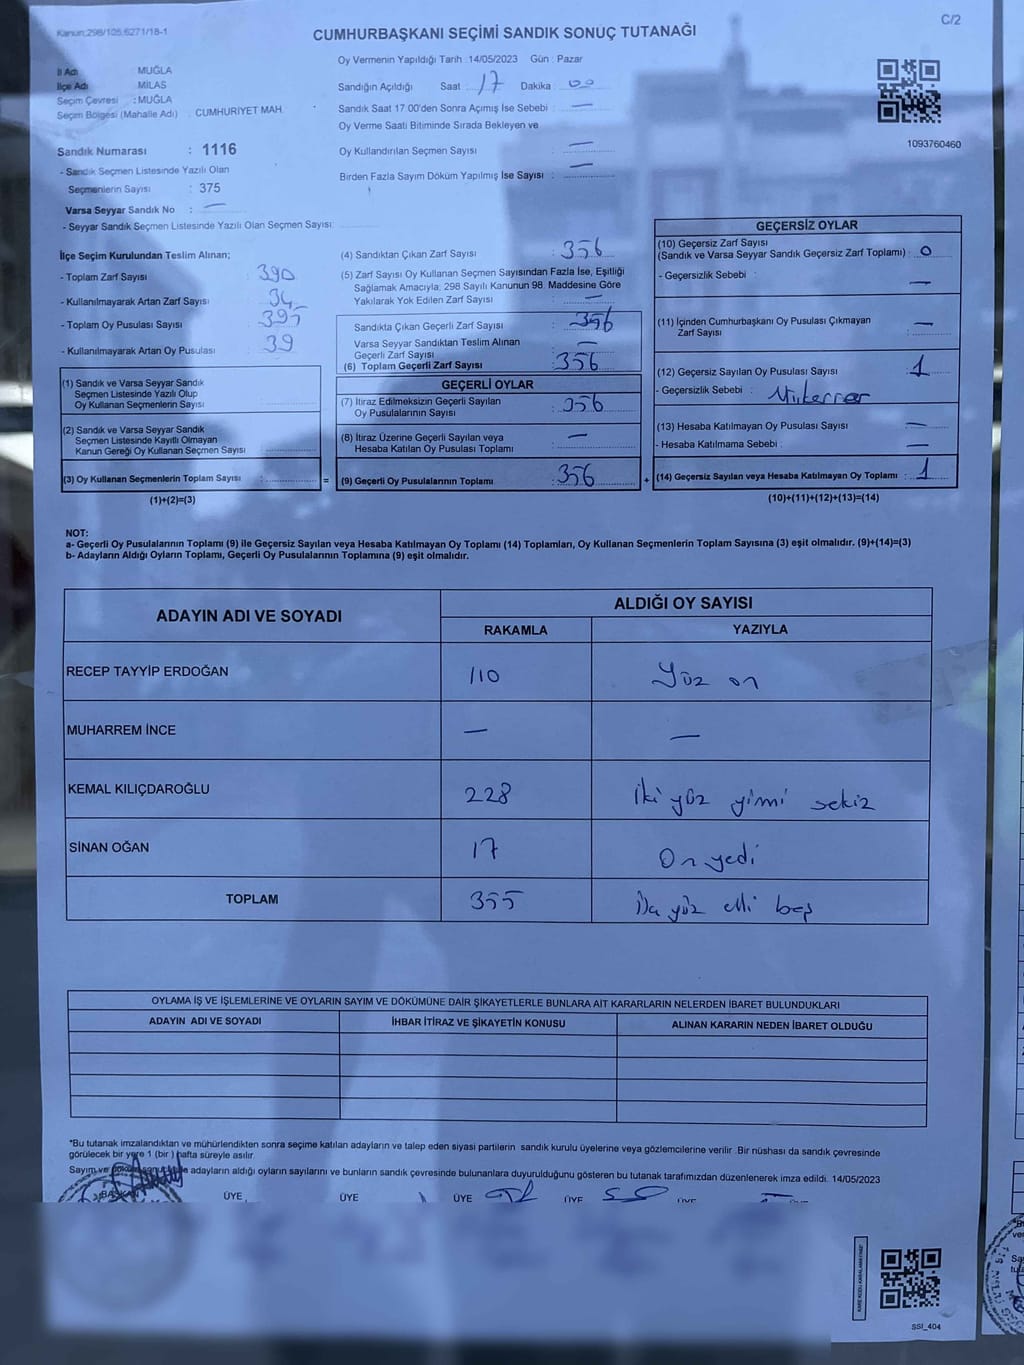 Kanun:298/105,6271/18-1
C/2
CUMHURBAŞKANI SEÇİMİ SANDIK SONUÇ TUTANAĞI
Oy Vermenin Yapıldığı Tarih : 14/05/2023 Gün : Pazar
İl Adı MUĞLA
İlçe Adı MİLAS
Seçim Çevresi : MUĞLA
Seçim Bölgesi (Mahalle Adı) : CUMHURİYET MAH.
Sandığın Açıldığı Saat : 17 Dakika : 00
Sandık Saat 17.00'den Sonra Açımış İse Sebebi : —
Oy Verme Saati Bitiminde Sırada Bekleyen ve
Oy Kullandırılan Seçmen Sayısı : —
Birden Fazla Sayım Döküm Yapılmış İse Sayısı : —
1093760460
Sandık Numarası : 1116
- Sandık Seçmen Listesinde Yazılı Olan
Seçmenlerin Sayısı : 375
Varsa Seyyar Sandık No : —
- Seyyar Sandık Seçmen Listesinde Yazılı Olan Seçmen Sayısı:
İlçe Seçim Kurulundan Teslim Alınan;
- Toplam Zarf Sayısı : 390
- Kullanılmayarak Artan Zarf Sayısı : 34
- Toplam Oy Pusulası Sayısı : 395
- Kullanılmayarak Artan Oy Pusulası : 39
(1) Sandık ve Varsa Seyyar Sandık
Seçmen Listesinde Yazılı Olup
Oy Kullanan Seçmenlerin Sayısı :
(2) Sandık ve Varsa Seyyar Sandık
Seçmen Listesinde Kayıtlı Olmayan
Kanun Gereği Oy Kullanan Seçmen Sayısı :
(3) Oy Kullanan Seçmenlerin Toplam Sayısı : =
(1)+(2)=(3)
(4) Sandıktan Çıkan Zarf Sayısı : 356
(5) Zarf Sayısı Oy Kullanan Seçmen Sayısından Fazla İse, Eşitliği
Sağlamak Amacıyla; 298 Sayılı Kanunun 98. Maddesine Göre
Yakılarak Yok Edilen Zarf Sayısı : —
Sandıkta Çıkan Geçerli Zarf Sayısı : 356
Varsa Seyyar Sandıktan Teslim Alınan
Geçerli Zarf Sayısı : —
(6) Toplam Geçerli Zarf Sayısı : 356
GEÇERLİ OYLAR
(7) İtiraz Edilmeksizin Geçerli Sayılan
Oy Pusulalarının Sayısı : 356
(8) İtiraz Üzerine Geçerli Sayılan veya
Hesaba Katılan Oy Pusulası Toplamı : —
(9) Geçerli Oy Pusulalarının Toplamı : 356 +
GEÇERSİZ OYLAR
(10) Geçersiz Zarf Sayısı
(Sandık ve Varsa Seyyar Sandık Geçersiz Zarf Toplamı) : 0
- Geçersizlik Sebebi : —
(11) İçinden Cumhurbaşkanı Oy Pusulası Çıkmayan
Zarf Sayısı : —
(12) Geçersiz Sayılan Oy Pusulası Sayısı : 1
- Geçersizlik Sebebi : Mükerrer
(13) Hesaba Katılmayan Oy Pusulası Sayısı : —
- Hesaba Katılmama Sebebi : —
(14) Geçersiz Sayılan veya Hesaba Katılmayan Oy Toplamı : 1
(10)+(11)+(12)+(13)=(14)
NOT:
a- Geçerli Oy Pusulalarının Toplamı (9) ile Geçersiz Sayılan veya Hesaba Katılmayan Oy Toplamı (14) Toplamları, Oy Kullanan Seçmenlerin Toplam Sayısına (3) eşit olmalıdır. (9)+(14)=(3)
b- Adayların Aldığı Oyların Toplamı, Geçerli Oy Pusulalarının Toplamına (9) eşit olmalıdır.
ADAYIN ADI VE SOYADI ALDIĞI OY SAYISI
RAKAMLA YAZIYLA
RECEP TAYYİP ERDOĞAN 110 Yüz on
MUHARREM İNCE — —
KEMAL KILIÇDAROĞLU 228 İki yüz yirmi sekiz
SİNAN OĞAN 17 On yedi
TOPLAM 355 yüz elli beş
OYLAMA İŞ VE İŞLEMLERİNE VE OYLARIN SAYIM VE DÖKÜMÜNE DAİR ŞİKAYETLERLE BUNLARA AİT KARARLARIN NELERDEN İBARET BULUNDUKLARI
ADAYIN ADI VE SOYADI İHBAR İTİRAZ VE ŞİKAYETİN KONUSU ALINAN KARARIN NEDEN İBARET OLDUĞU
*Bu tutanak imzalandıktan ve mühürlendikten sonra seçime katılan adayların ve talep eden siyasi partilerin sandık kurulu üyelerine veya gözlemcilerine verilir .Bir nüshası da sandık çevresinde
görülecek bir yere 1 (bir ) hafta süreyle asılır.
Sayım ve adayların aldığı oyların sayılarını ve bunların sandık çevresinde bulunanlara duyurulduğunu gösteren bu tutanak tarafımızdan düzenlenerek imza edildi. 14/05/2023
BAŞKAN ÜYE ÜYE ÜYE ÜYE ÜYE
SSİ_404